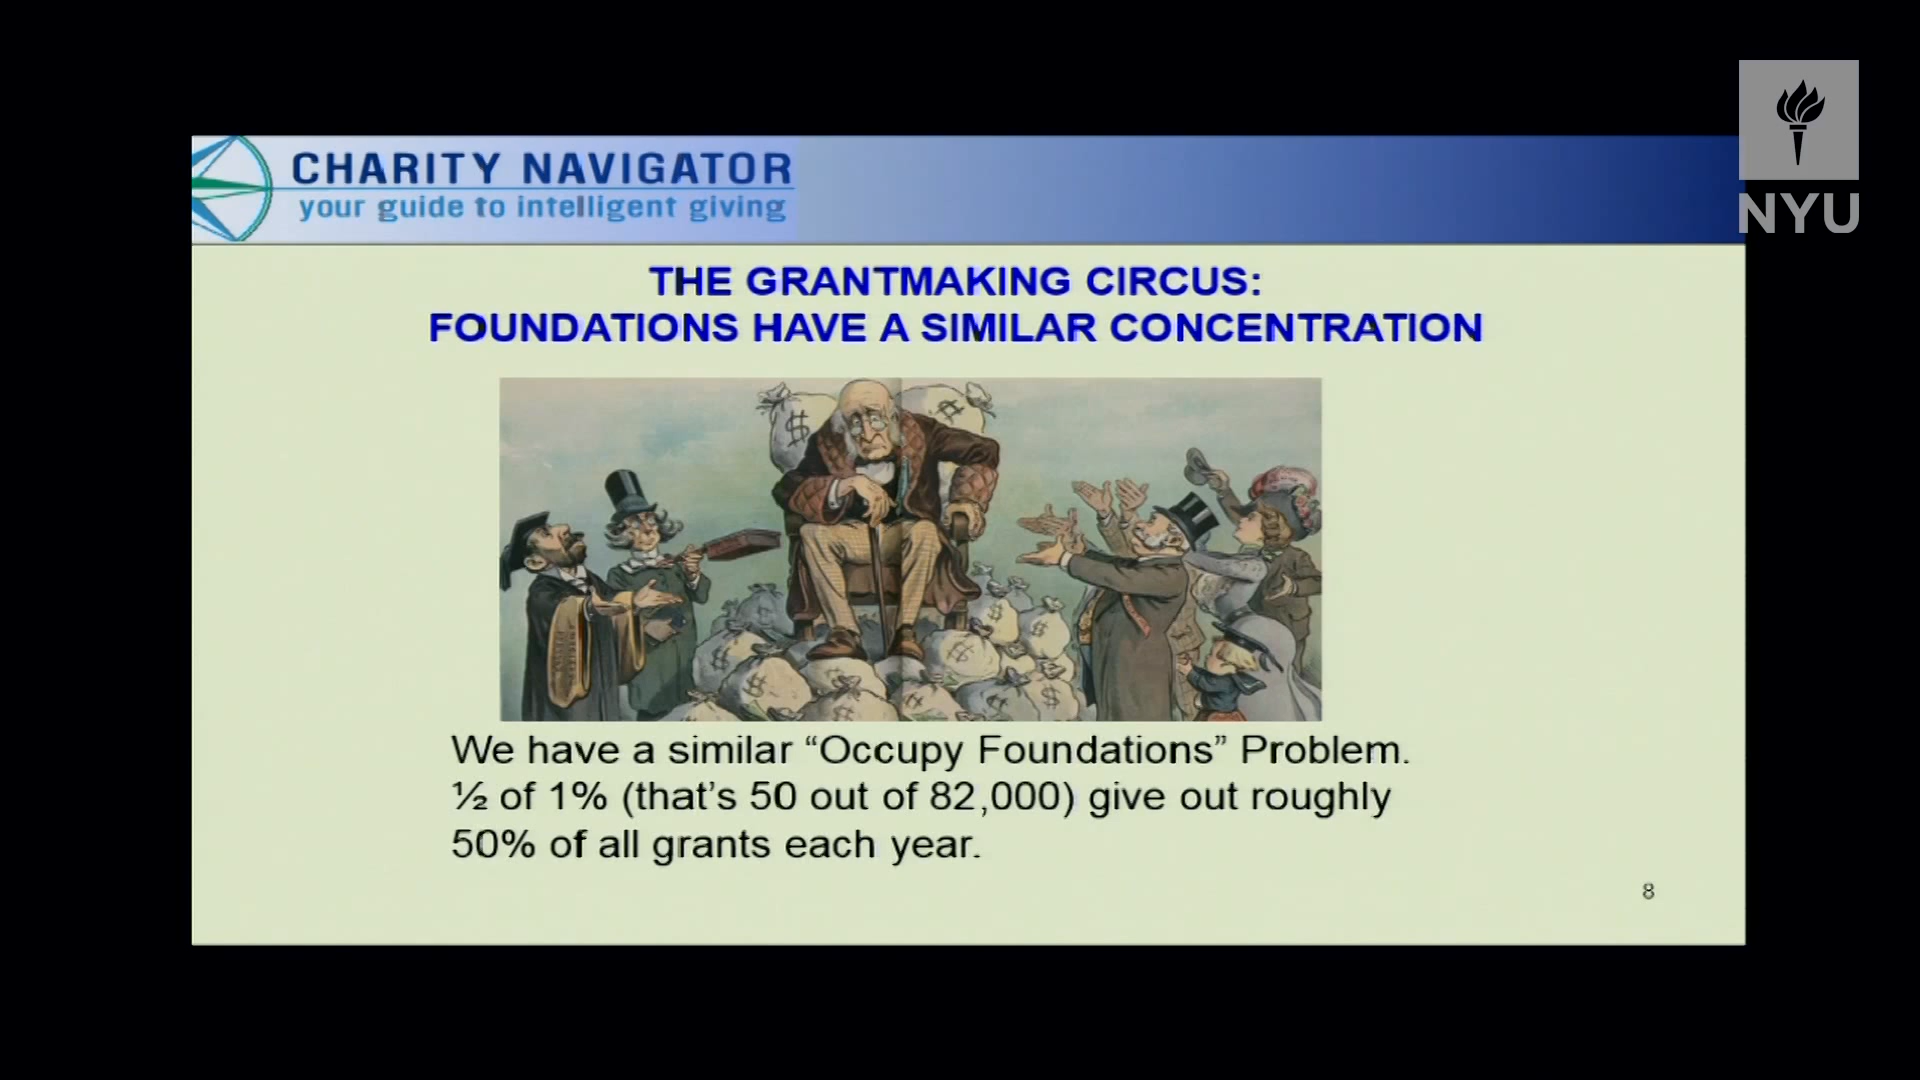 CHARITY NAVIGATOR
your guide to intelligent giving
NYU
THE GRANTMAKING CIRCUS:
FOUNDATIONS HAVE A SIMILAR CONCENTRATION
We have a similar “Occupy Foundations” Problem.
½ of 1% (that’s 50 out of 82,000) give out roughly
50% of all grants each year.
8